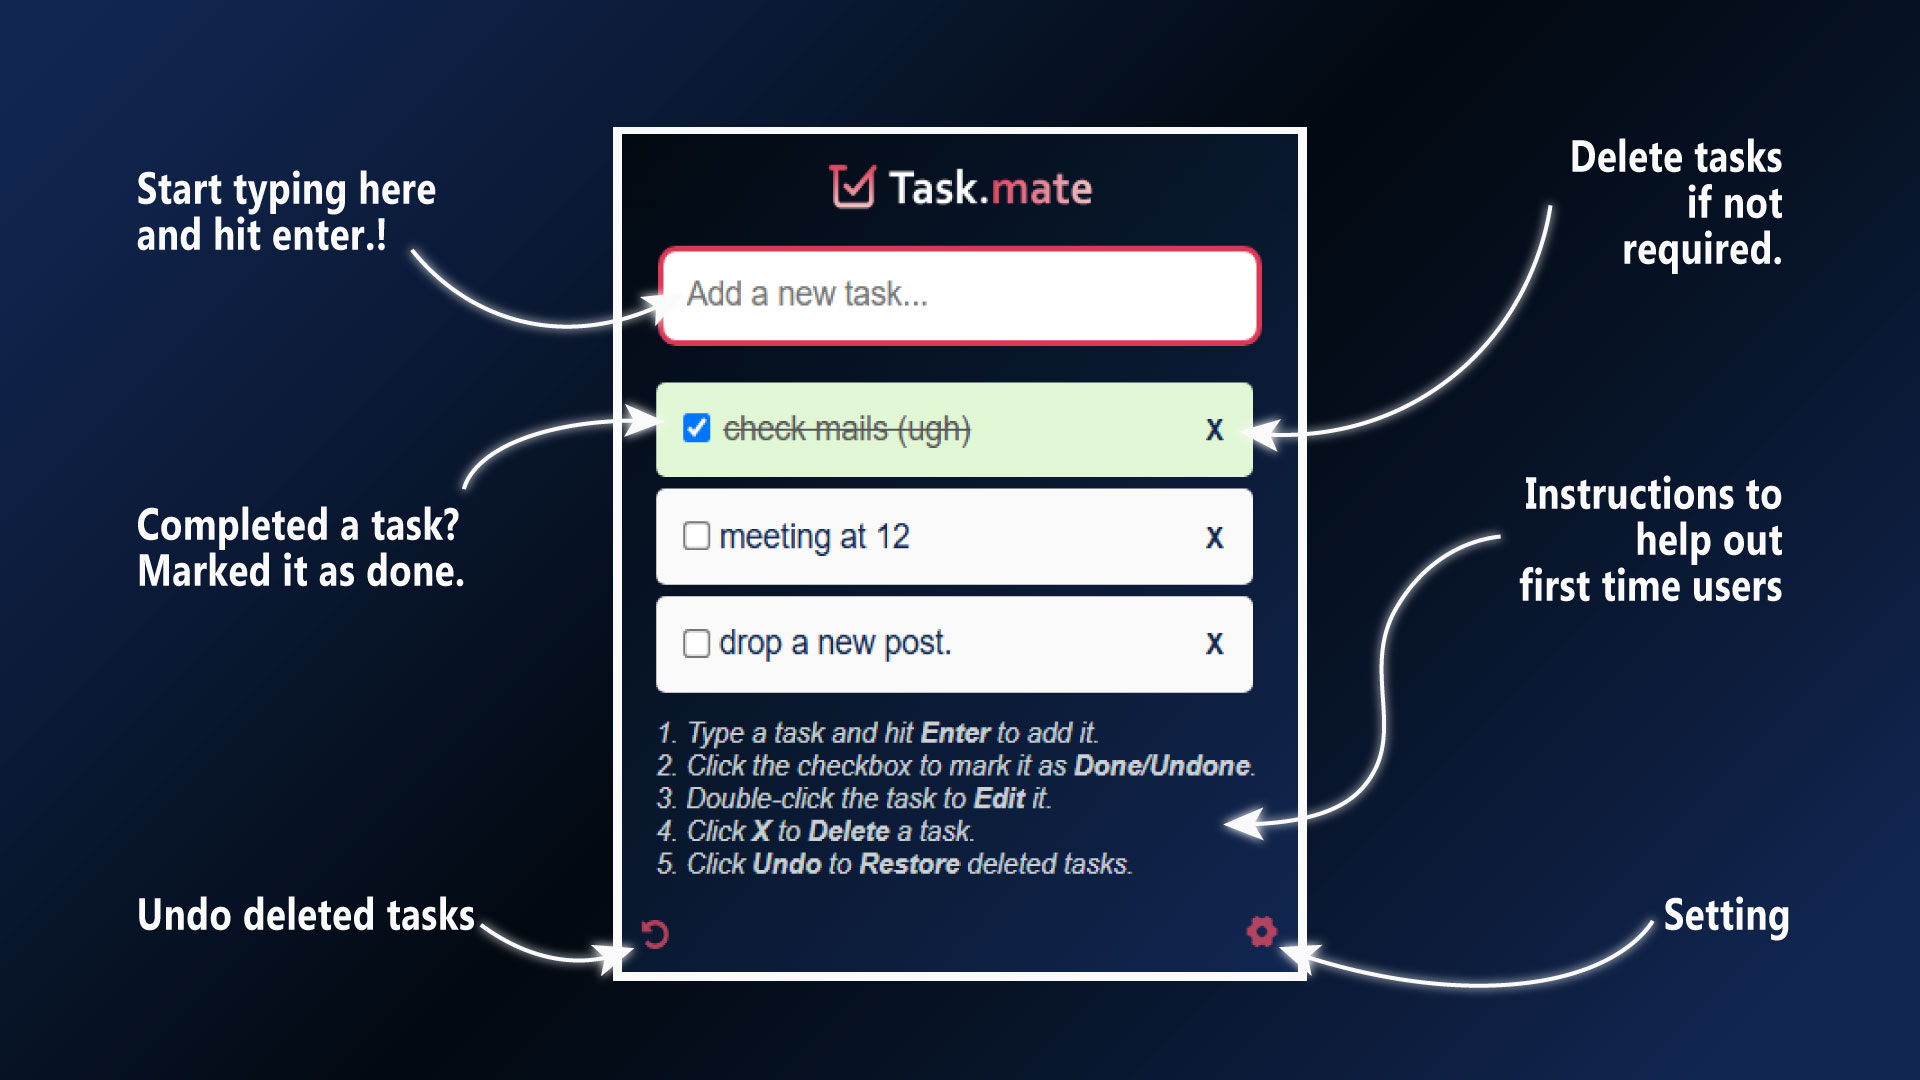 Start typing here
and hit enter.!
Completed a task?
Marked it as done.
Undo deleted tasks
Task.mate
Add a new task...
check mails (ugh)
X
meeting at 12
X
drop a new post.
X
1. Type a task and hit Enter to add it.
2. Click the checkbox to mark it as Done/Undone.
3. Double-click the task to Edit it.
4. Click X to Delete a task.
5. Click Undo to Restore deleted tasks.
Delete tasks
if not
required.
Instructions to
help out
first time users
Setting